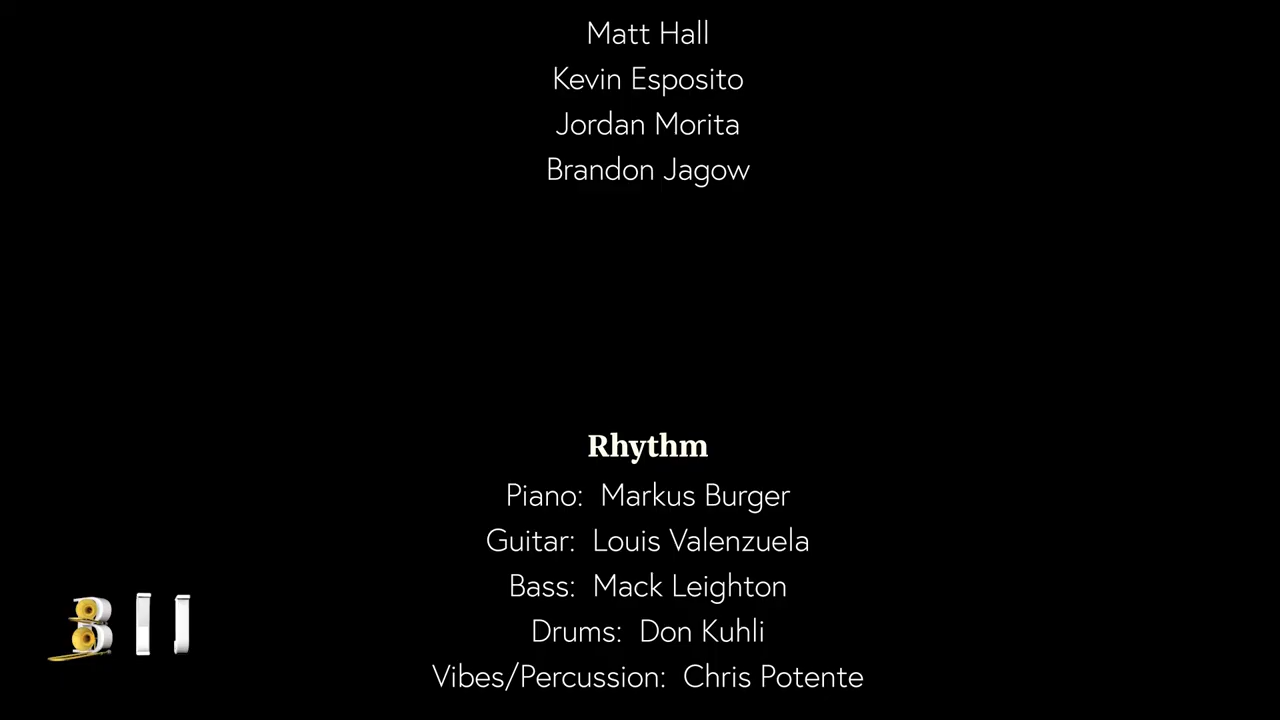 Matt Hall
Kevin Esposito
Jordan Morita
Brandon Jagow
Rhythm
Piano: Markus Burger
Guitar: Louis Valenzuela
Bass: Mack Leighton
Drums: Don Kuhli
Vibes/Percussion: Chris Potente